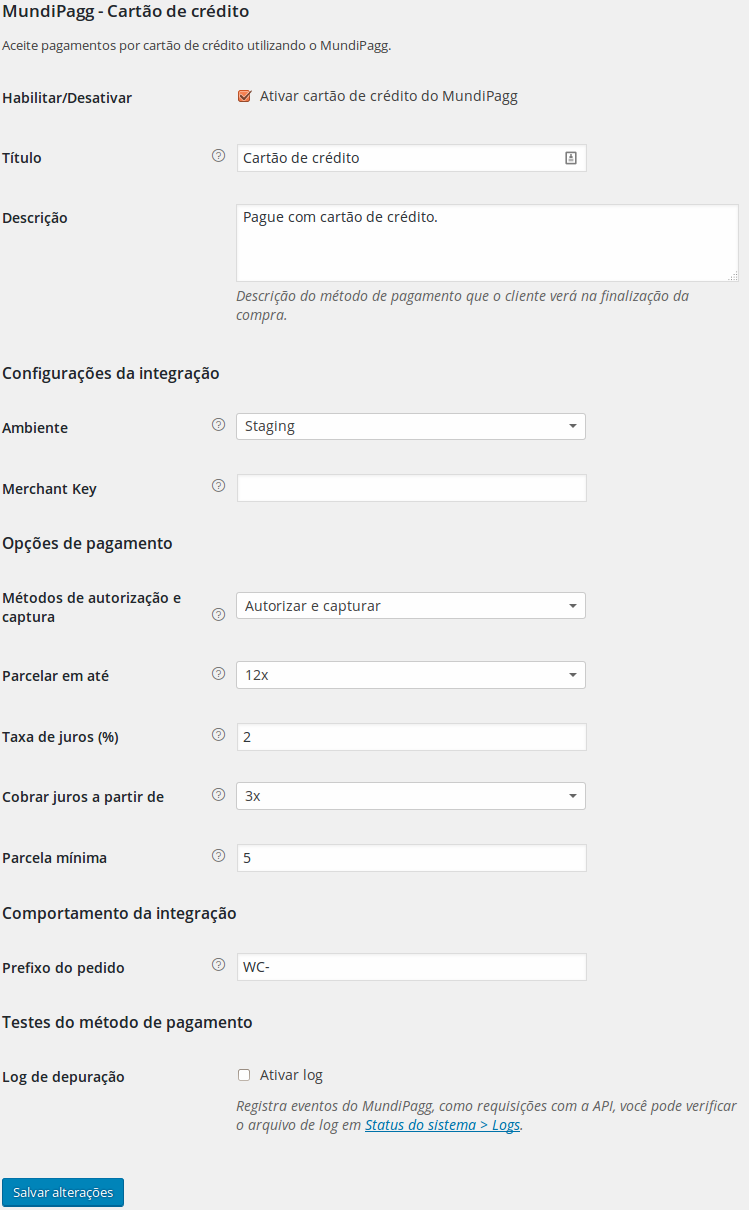 MundiPagg - Cartão de crédito
Aceite pagamentos por cartão de crédito utilizando o MundiPagg.
Habilitar/Desativar
Ativar cartão de crédito do MundiPagg
Título
Cartão de crédito
Descrição
Pague com cartão de crédito.
Descrição do método de pagamento que o cliente verá na finalização da
compra.
Configurações da integração
Ambiente
Staging
Merchant Key
Opções de pagamento
Métodos de autorização e
captura
Autorizar e capturar
Parcelar em até
12x
Taxa de juros (%)
2
Cobrar juros a partir de
3x
Parcela mínima
5
Comportamento da integração
Prefixo do pedido
WC-
Testes do método de pagamento
Log de depuração
Ativar log
Registra eventos do MundiPagg, como requisições com a API, você pode verificar
o arquivo de log em Status do sistema > Logs.
Salvar alterações